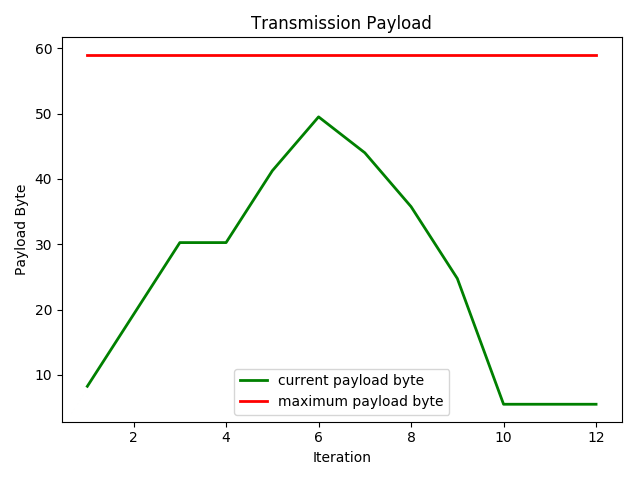 Transmission Payload
60
50
40
30
20
10
Payload Byte
current payload byte
maximum payload byte
2 4 6 8 10 12
Iteration